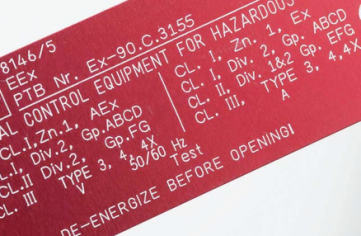 8146/5
EEx
PTB Nr. Ex-90.C.3155
AL CONTROL EQUIPMENT FOR HAZARDOUS
CL.I,Zn.1, AEx
L.I, Div.2, Gp.ABCD
CL.II Div.2, Gp.FG
CL. III TYPE 3, 4, 4X
V 50/60 Hz
Test
CL. I, Zn. 1, Ex
CL. I, Div. 2, Gp. ABCD
CL. II, Div. 1&2 Gp. EFG
CL. III, TYPE 3, 4,4X
A
DE-ENERGIZE BEFORE OPENING!